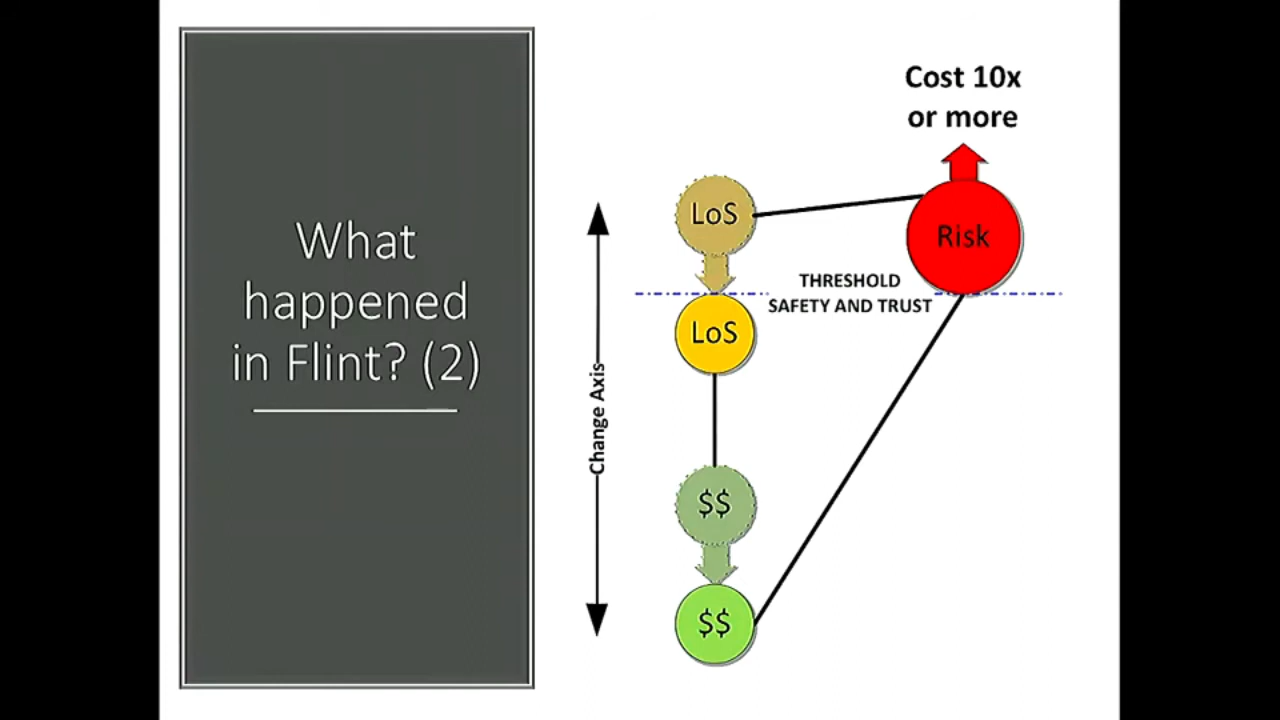 What
happened
in Flint? (2)
Cost 10x
or more
LoS
Risk
THRESHOLD
SAFETY AND TRUST
LoS
Change Axis
$$
$$